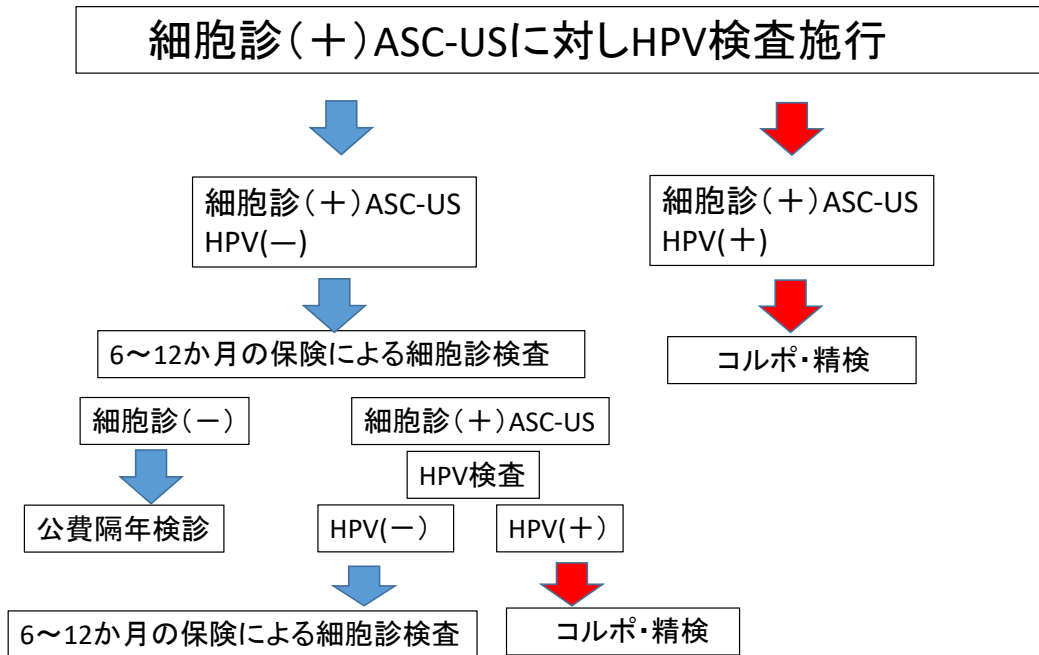 細胞診(+)ASC-USに対しHPV検査施行
細胞診(+)ASC-US
HPV(―)
細胞診(+)ASC-US
HPV(+)
6~12か月の保険による細胞診検査
コルポ・精検
細胞診(-)
細胞診(+)ASC-US
HPV検査
公費隔年検診
HPV(-)
HPV(+)
6~12か月の保険による細胞診検査
コルポ・精検